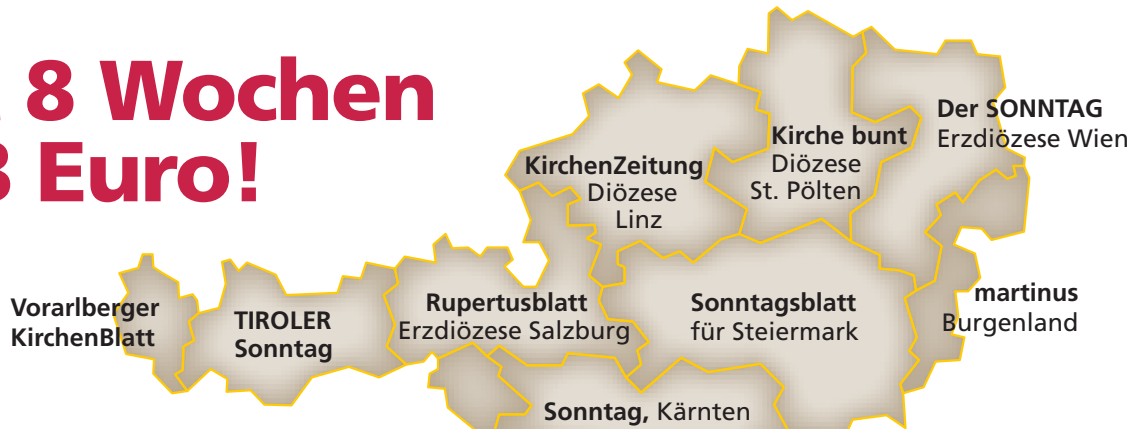 8 Wochen
Euro!
Der SONNTAG
Erzdiözese Wien
Kirche bunt
Diözese
St. Pölten
KirchenZeitung
Diözese
Linz
Vorarlberger
KirchenBlatt
TIROLER
Sonntag
Rupertusblatt
Erzdiözese Salzburg
Sonntagsblatt
für Steiermark
martinus
Burgenland
Sonntag, Kärnten